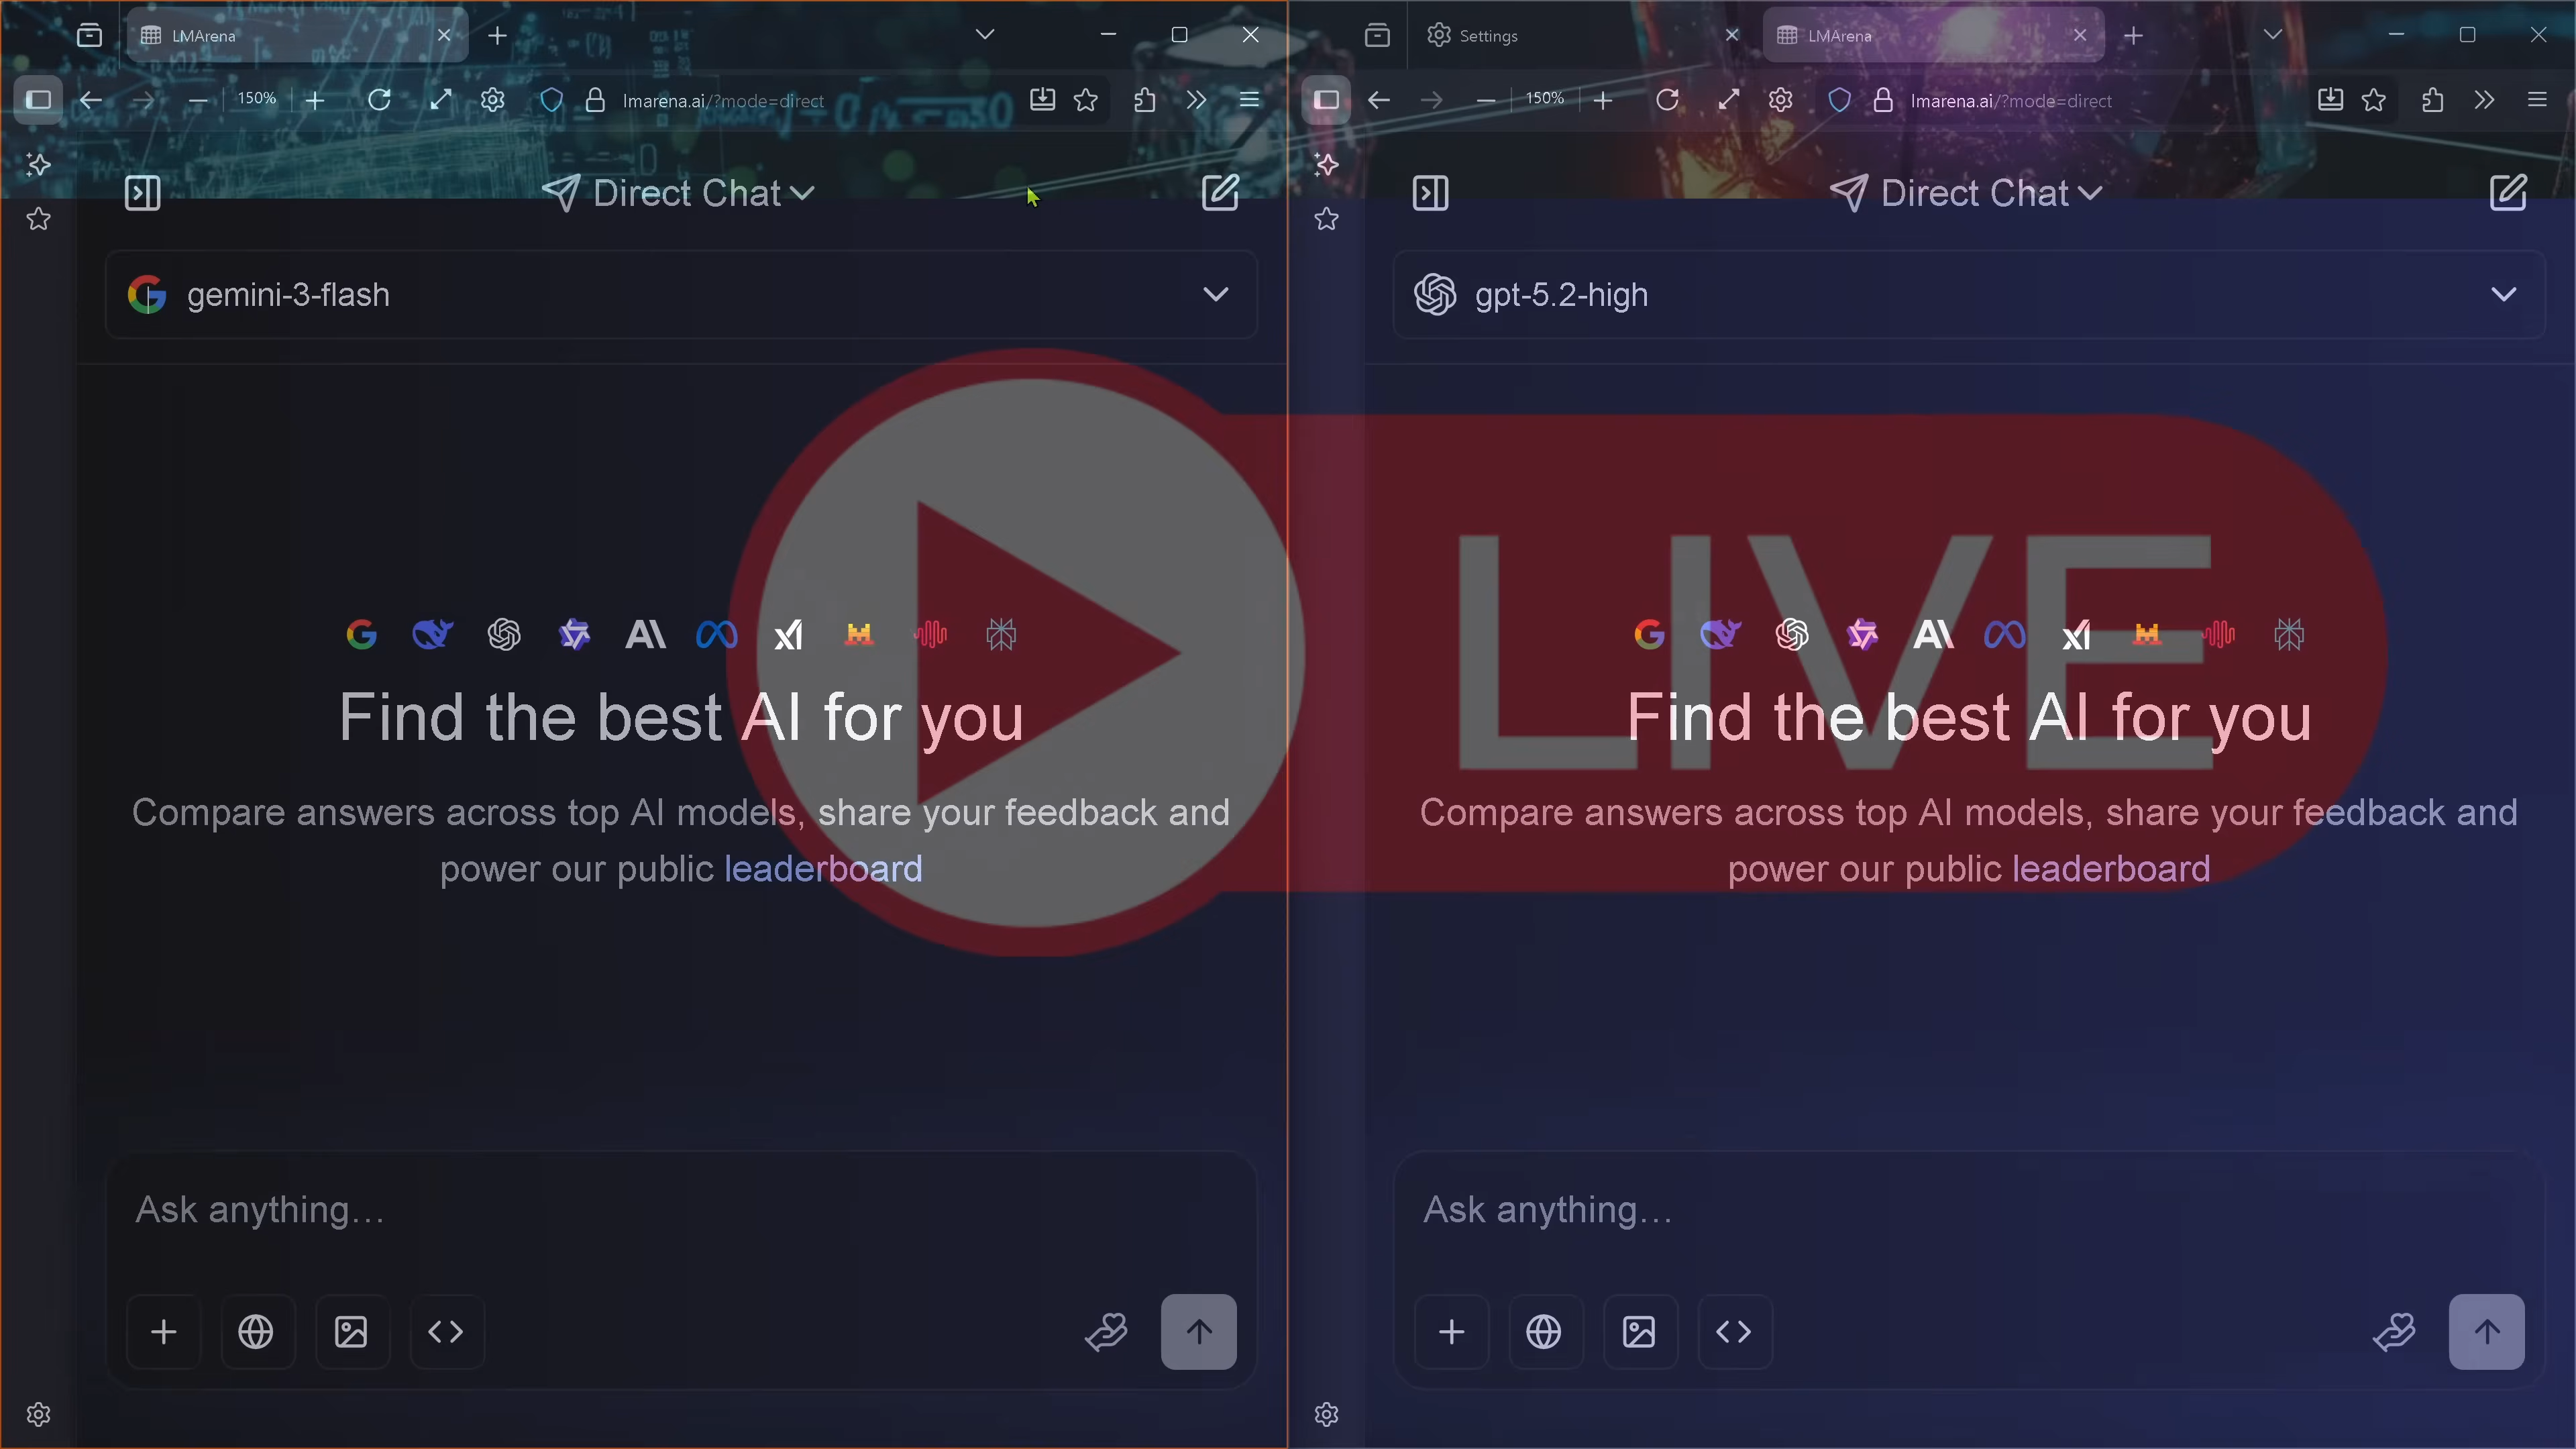 LMArena
150%
lmarena.ai/?mode=direct
Direct Chat
gemini-3-flash
Find the best AI for you
Compare answers across top AI models, share your feedback and
power our public leaderboard
Ask anything…
Settings
LMArena
150%
lmarena.ai/?mode=direct
Direct Chat
gpt-5.2-high
LIVE
Find the best AI for you
Compare answers across top AI models, share your feedback and
power our public leaderboard
Ask anything…